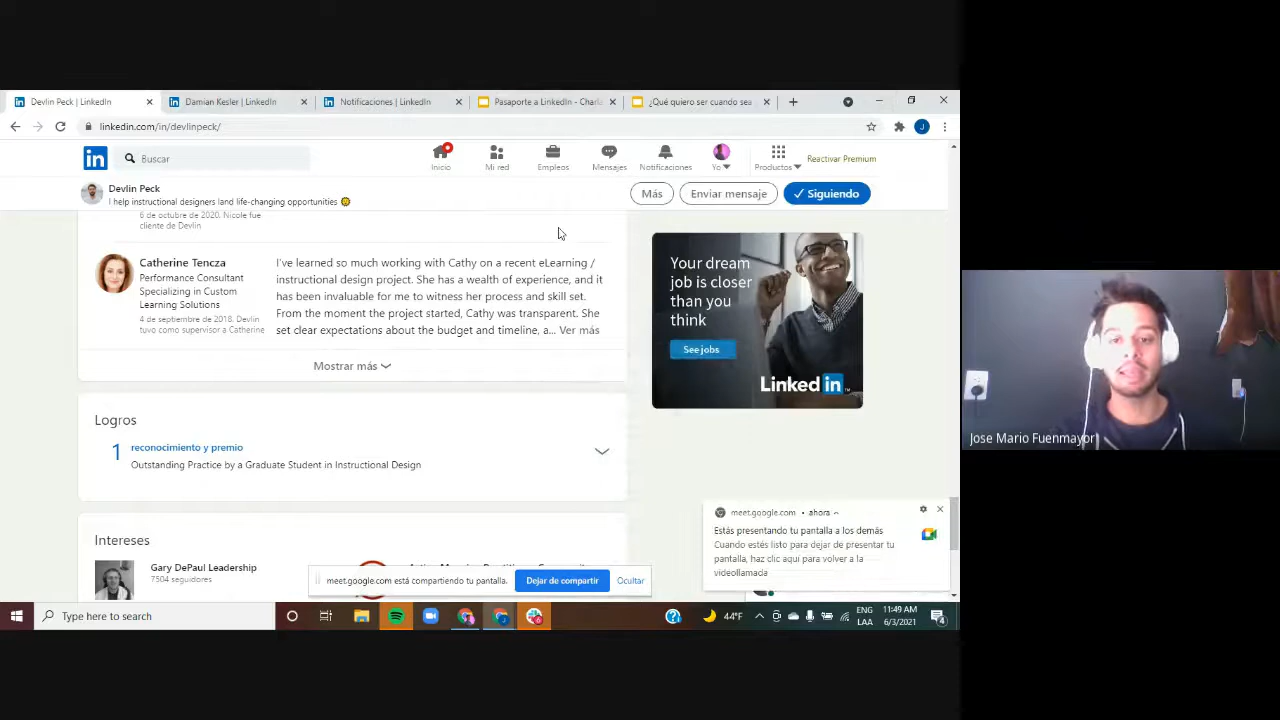 Devlin Peck | LinkedIn
Damian Kesler | LinkedIn
Notificaciones | LinkedIn
Pasaporte a LinkedIn - Charla
¿Qué quiero ser cuando sea
linkedin.com/in/devlinpeck/
J
in
Buscar
Inicio
Mi red
Empleos
Mensajes
Notificaciones
Yo
Productos
Reactivar Premium
Devlin Peck
I help instructional designers land life-changing opportunities
Más
Enviar mensaje
Siguiendo
6 de octubre de 2020. Nicole fue
cliente de Devlin
Catherine Tencza
Performance Consultant
Specializing in Custom
Learning Solutions
4 de septiembre de 2018. Devlin
tuvo como supervisor a Catherine
I've learned so much working with Cathy on a recent eLearning /
instructional design project. She has a wealth of experience, and it
has been invaluable for me to witness her process and skill set.
From the moment the project started, Cathy was transparent. She
set clear expectations about the budget and timeline, a... Ver más
Mostrar más
Your dream
job is closer
than you
think
See jobs
Linked in
Logros
1 reconocimiento y premio
Outstanding Practice by a Graduate Student in Instructional Design
Intereses
Gary DePaul Leadership
7504 seguidores
meet.google.com • ahora
Estás presentando tu pantalla a los demás
Cuando estés listo para dejar de presentar tu
pantalla, haz clic aquí para volver a la
videollamada
meet.google.com está compartiendo tu pantalla.
Dejar de compartir
Ocultar
Type here to search
44°F
ENG
LAA
11:49 AM
6/3/2021
4
Jose Mario Fuenmayor